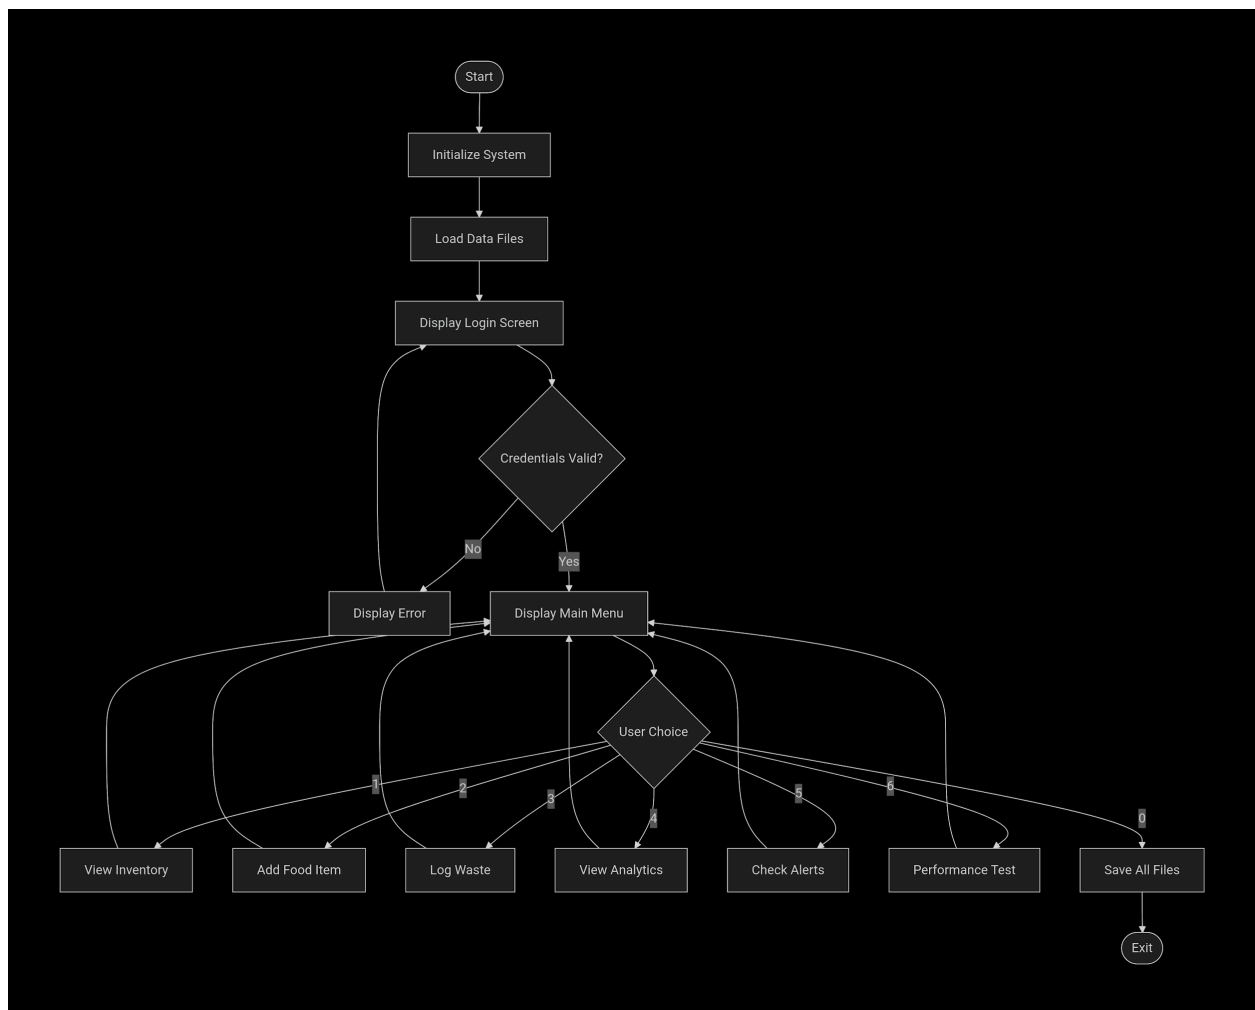 Start
Initialize System
Load Data Files
Display Login Screen
Credentials Valid?
No
Yes
Display Error
Display Main Menu
User Choice
1
2
3
4
5
6
0
View Inventory
Add Food Item
Log Waste
View Analytics
Check Alerts
Performance Test
Save All Files
Exit